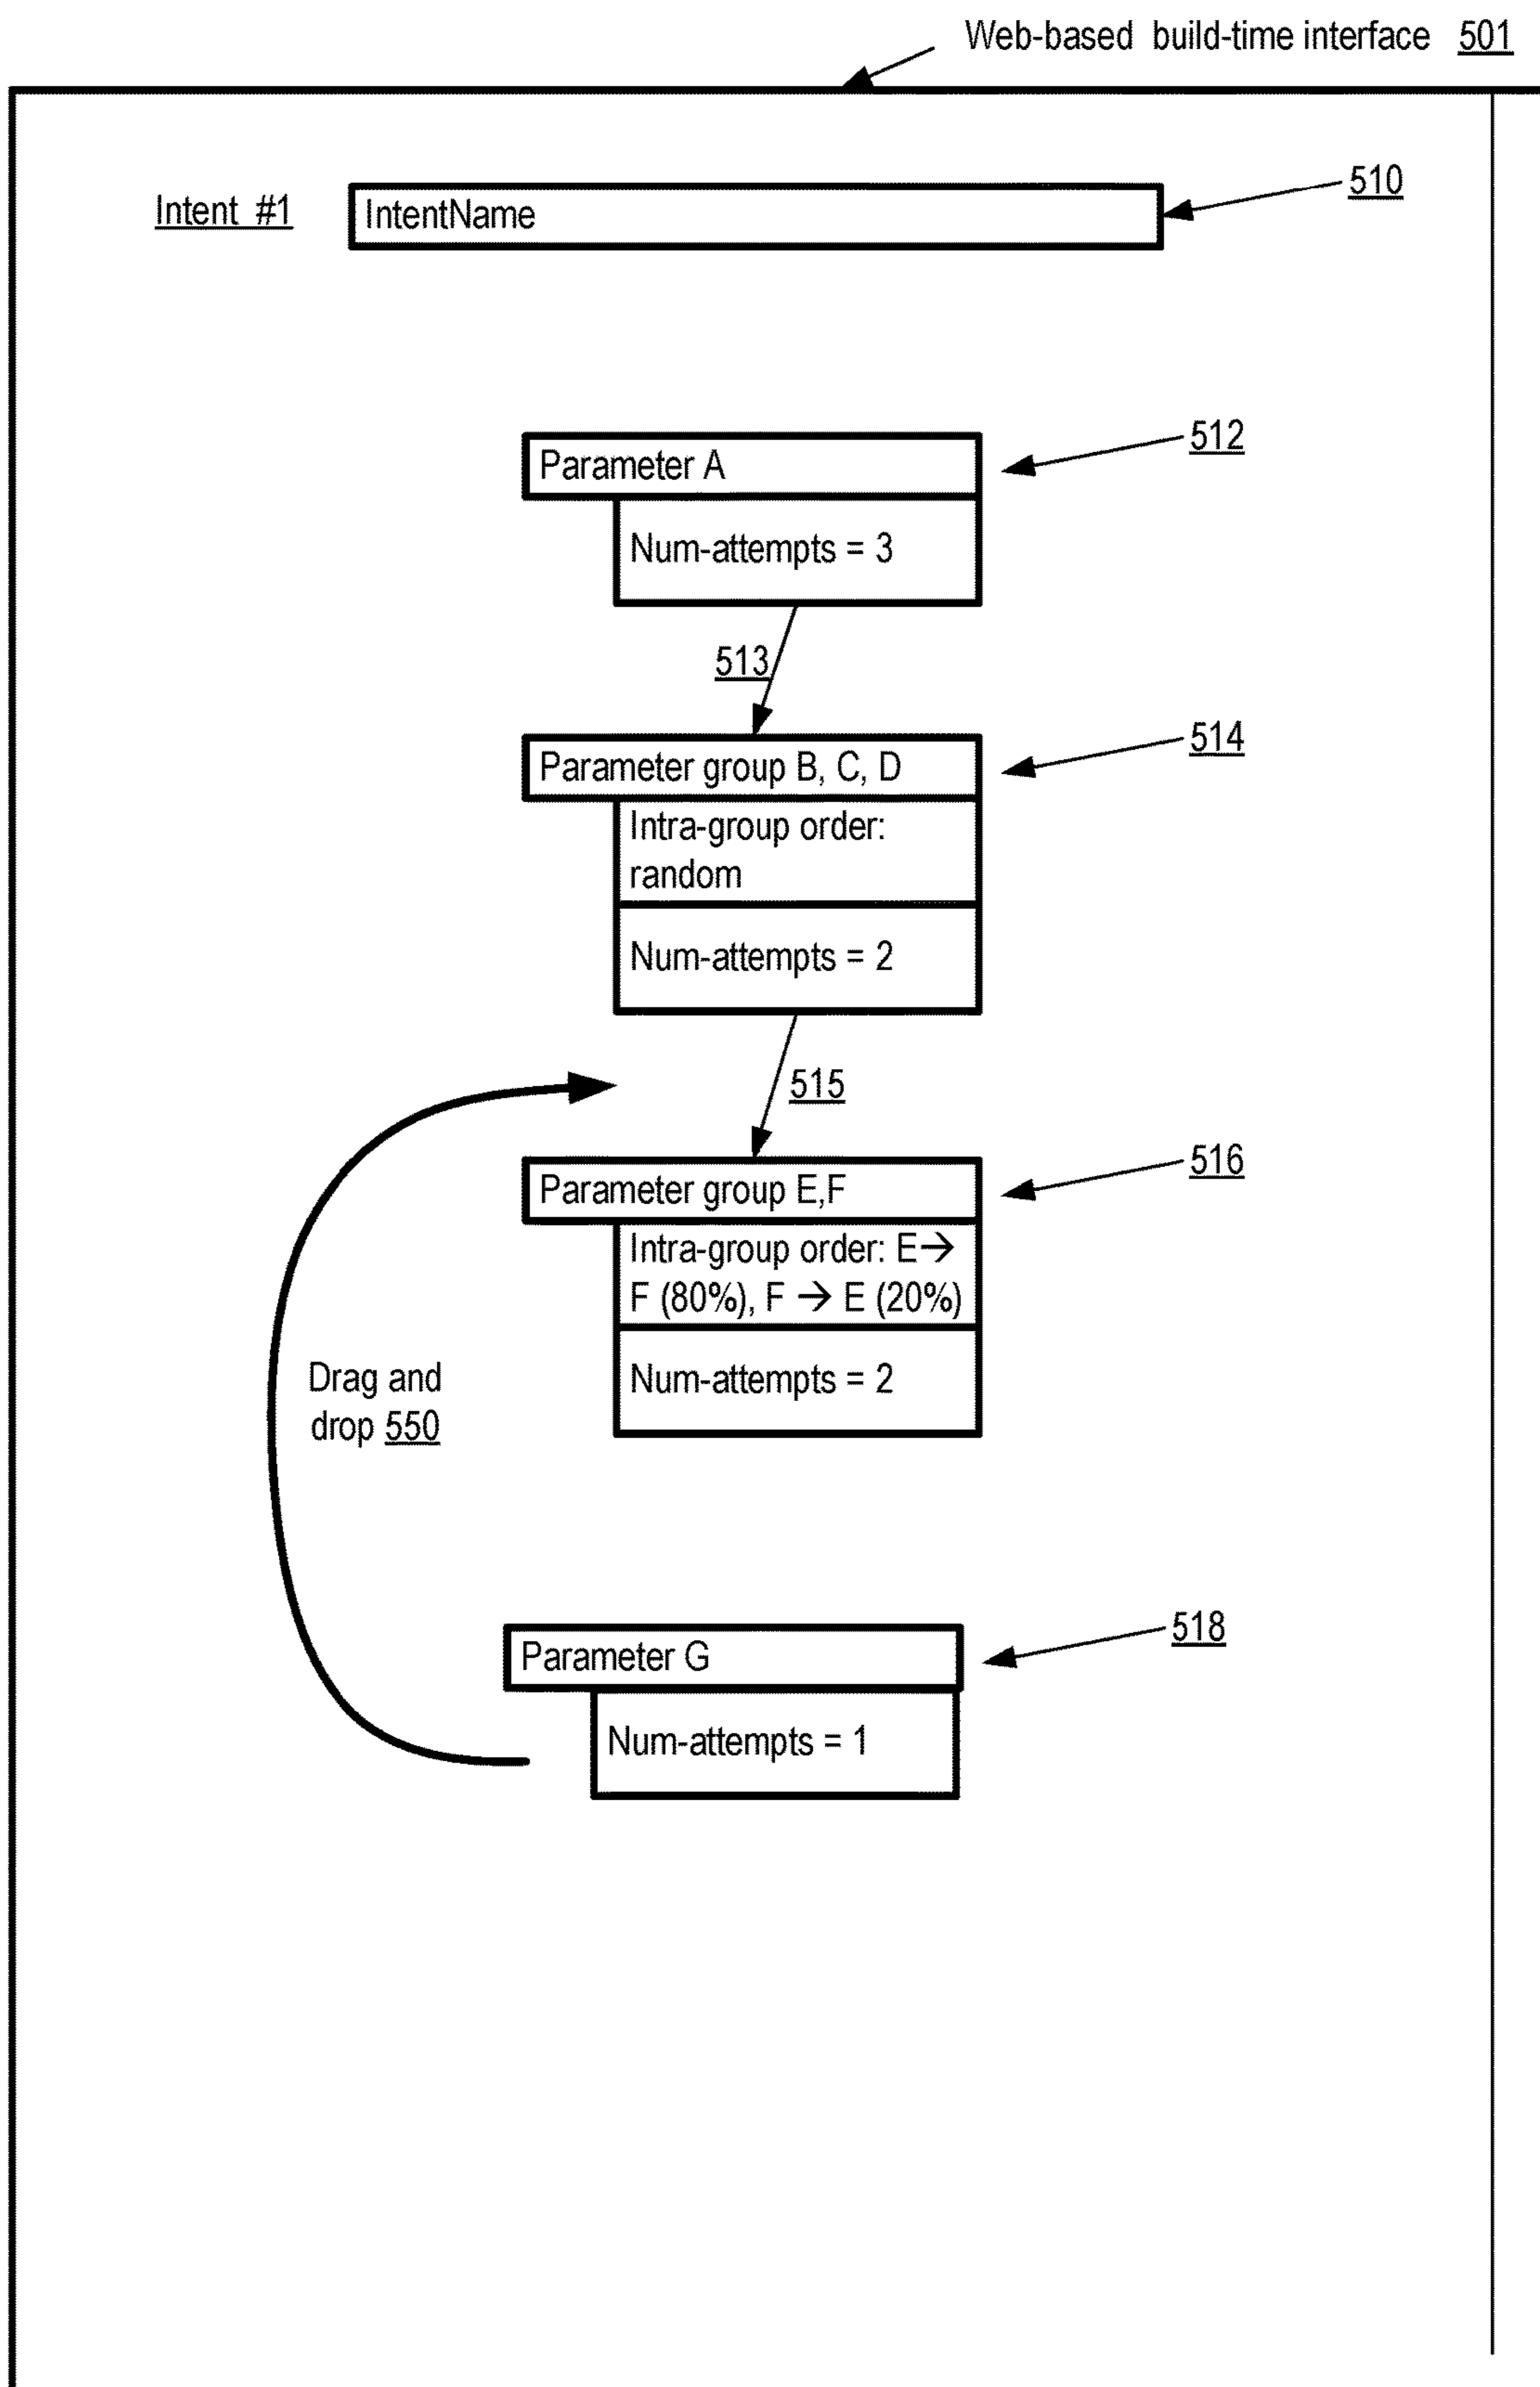 Web-based build-time interface 501
Intent #1
IntentName
510
Parameter A
512
Num-attempts = 3
513
Parameter group B, C, D
514
Intra-group order:
random
Num-attempts = 2
515
Parameter group E,F
516
Intra-group order: E→
F (80%), F → E (20%)
Num-attempts = 2
Drag and
drop 550
Parameter G
518
Num-attempts = 1